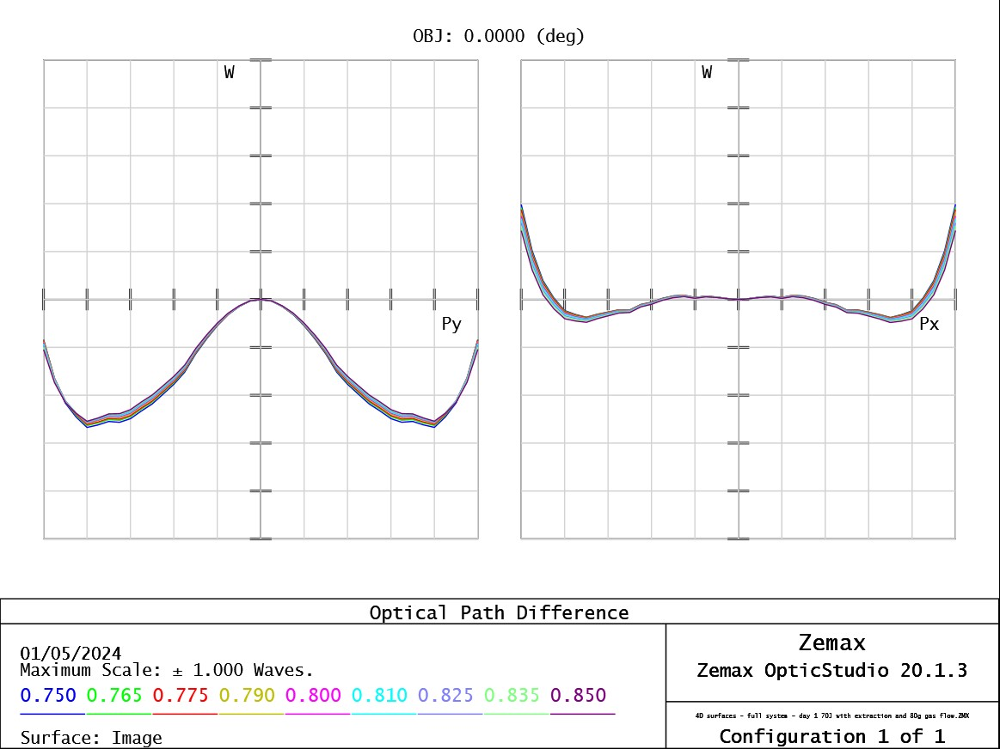 OBJ: 0.0000 (deg)
W
W
Py
Px
Optical Path Difference
01/05/2024
Maximum Scale: ± 1.000 Waves.
0.750 0.765 0.775 0.790 0.800 0.810 0.825 0.835 0.850
Surface: Image
Zemax
Zemax OpticStudio 20.1.3
4D surfaces - full system - day 1 70J with extraction and 80g gas flow.ZMX
Configuration 1 of 1